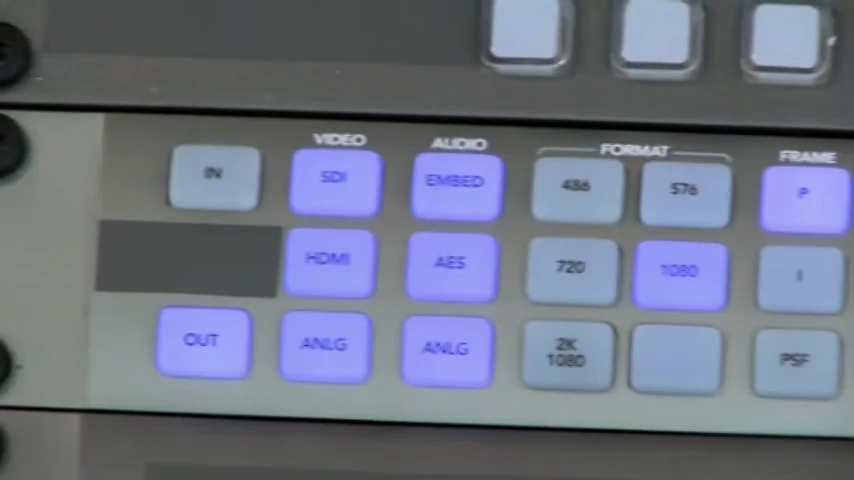 VIDEO AUDIO FORMAT FRAME
IN SDI EMBED 486 576 P
HDMI AES 720 1080 I
OUT ANLG ANLG 2K 1080 PSF